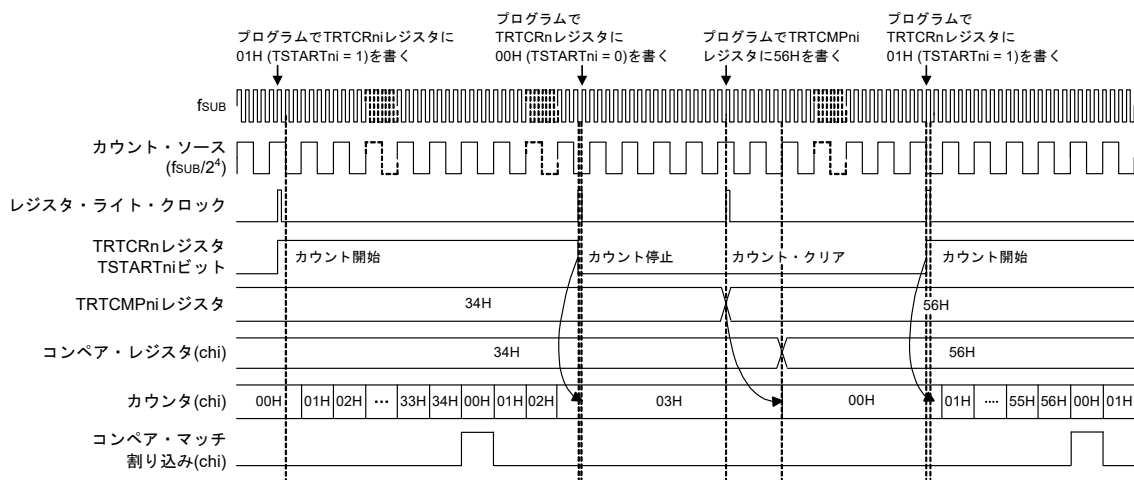 プログラムでTRTCRniレジスタに
01H (TSTARTni = 1)を書く
プログラムで
TRTCRnレジスタに
00H (TSTARTni = 0)を書く
プログラムでTRTCMPni
レジスタに56Hを書く
プログラムで
TRTCRnレジスタに
01H (TSTARTni = 1)を書く
fSUB
カウント・ソース
(fSUB/2⁴)
レジスタ・ライト・クロック
TRTCRnレジスタ
TSTARTniビット
カウント開始
カウント停止
カウント・クリア
カウント開始
TRTCMPniレジスタ
34H
56H
コンペア・レジスタ(chi)
34H
56H
カウンタ(chi)
00H 01H 02H ··· 33H 34H 00H 01H 02H 03H 00H 01H ···· 55H 56H 00H 01H
コンペア・マッチ
割り込み(chi)